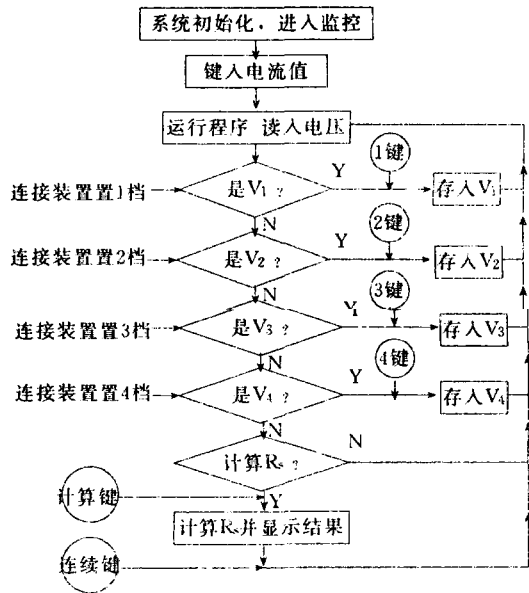 系统初始化，进入监控
键入电流值
运行程序 读入电压
1键
Y
连接装置置1档
是V₁？
存入V₁
N
2键
Y
连接装置置2档
是V₂？
存入V₂
N
3键
连接装置置3档
是V₃？
存入V₃
N
4键
Y
连接装置置4档
是V₄？
存入V₄
N
N
计算Rₛ？
计算键
Y
计算Rₛ并显示结果
连续键